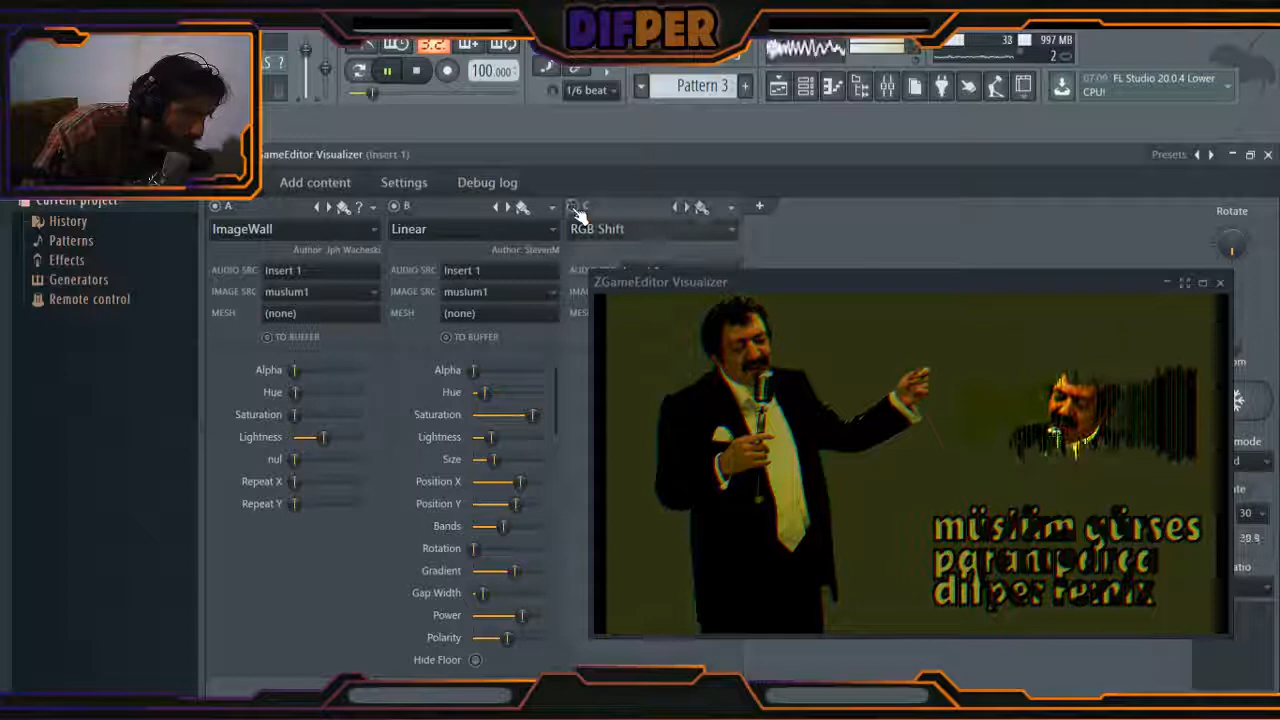 DIFPER
S ?
3.2
100.000
1/6 beat
Pattern 3
33
997 MB
2
07:09 FL Studio 20.0.4 Lower
CPU!
GameEditor Visualizer (Insert 1)
Presets
Add content
Settings
Debug log
Current project
History
Patterns
Effects
Generators
Remote control
A
B
C
ImageWall
Linear
RGB Shift
Author: Jph Wacheski
Author: StevenM
AUDIO SRC Insert 1
AUDIO SRC Insert 1
IMAGE SRC muslum1
IMAGE SRC muslum1
MESH (none)
MESH (none)
TO BUFFER
TO BUFFER
Alpha
Hue
Saturation
Lightness
nul
Repeat X
Repeat Y
Alpha
Hue
Saturation
Lightness
Size
Position X
Position Y
Bands
Rotation
Gradient
Gap Width
Power
Polarity
Hide Floor
Rotate
mode
30
ZGameEditor Visualizer
müslüm gürses
paramparça
difper remix